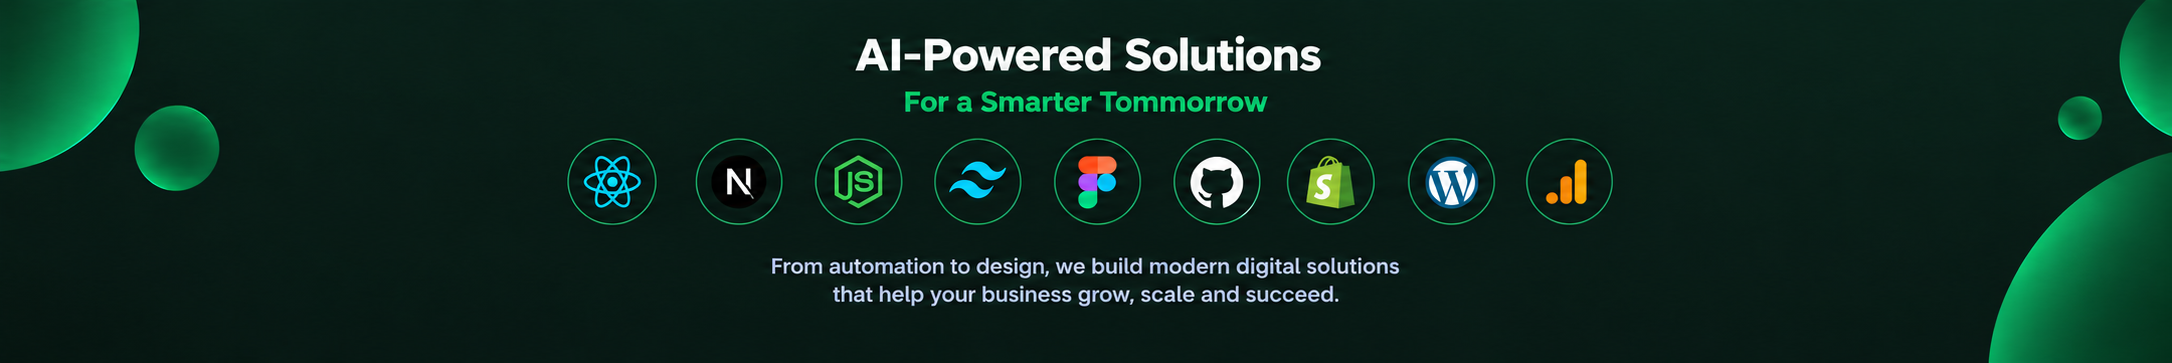 AI-Powered Solutions
For a Smarter Tommorrow
N
JS
S
W
From automation to design, we build modern digital solutions
that help your business grow, scale and succeed.